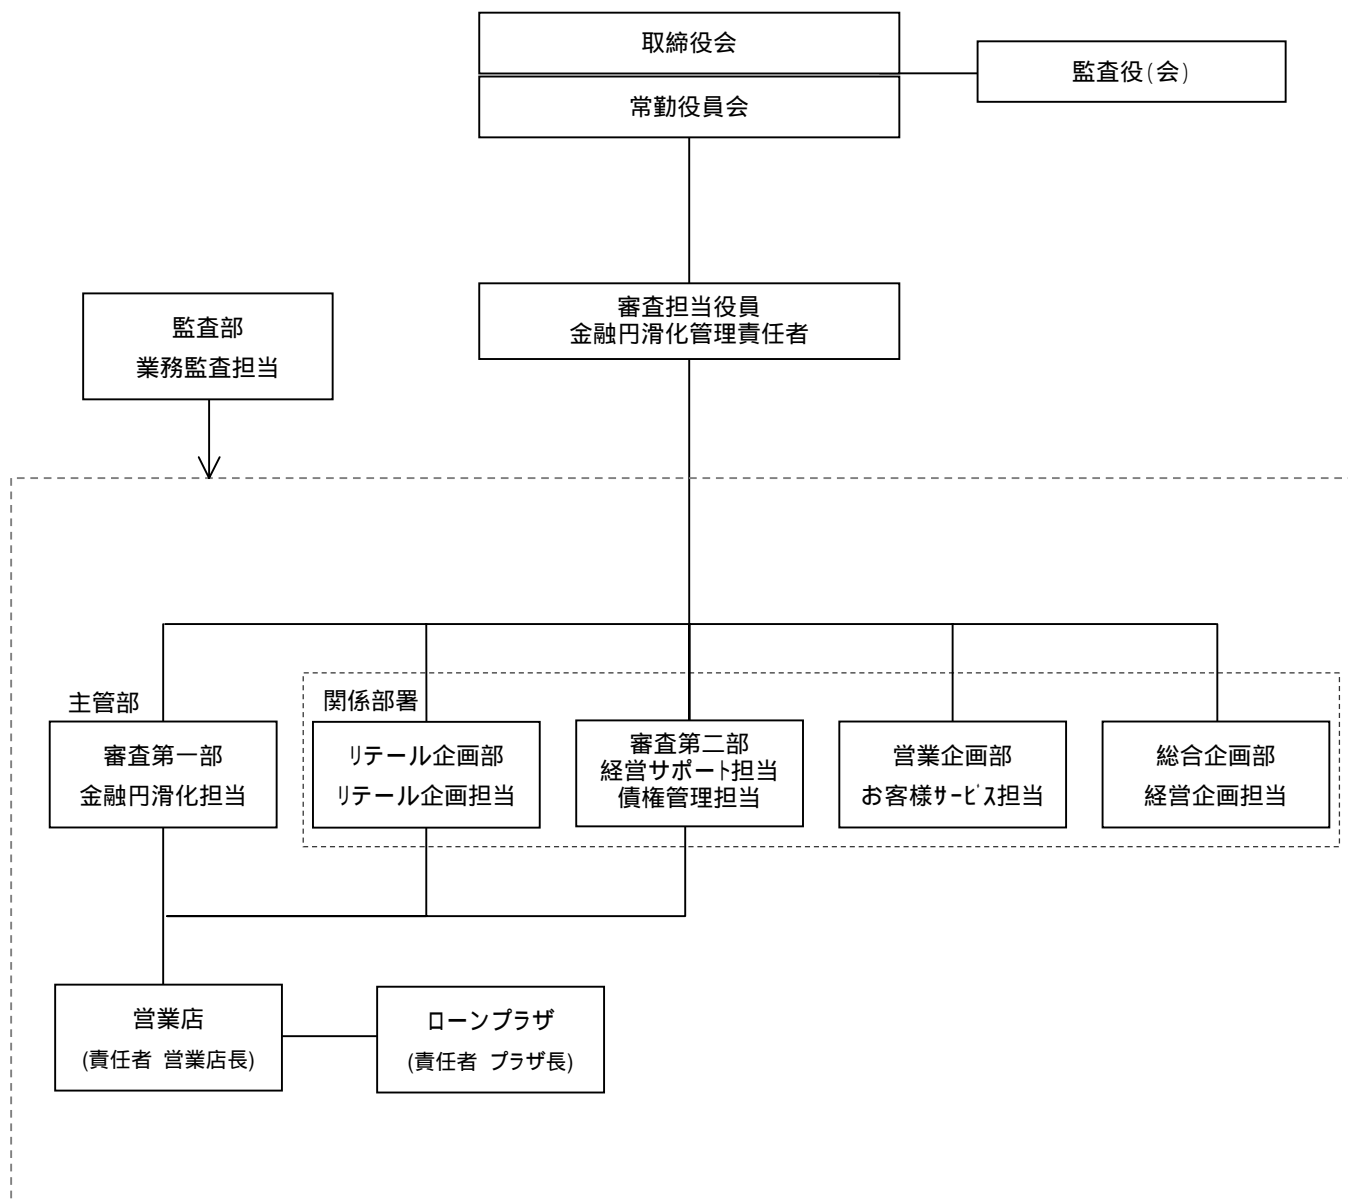 取締役会
監査役(会)
常勤役員会
審査担当役員
金融円滑化管理責任者
監査部
業務監査担当
主管部
関係部署
審査第一部
金融円滑化担当
リテール企画部
リテール企画担当
審査第二部
経営サポート担当
債権管理担当
営業企画部
お客様サービス担当
総合企画部
経営企画担当
営業店
(責任者 営業店長)
ローンプラザ
(責任者 プラザ長)